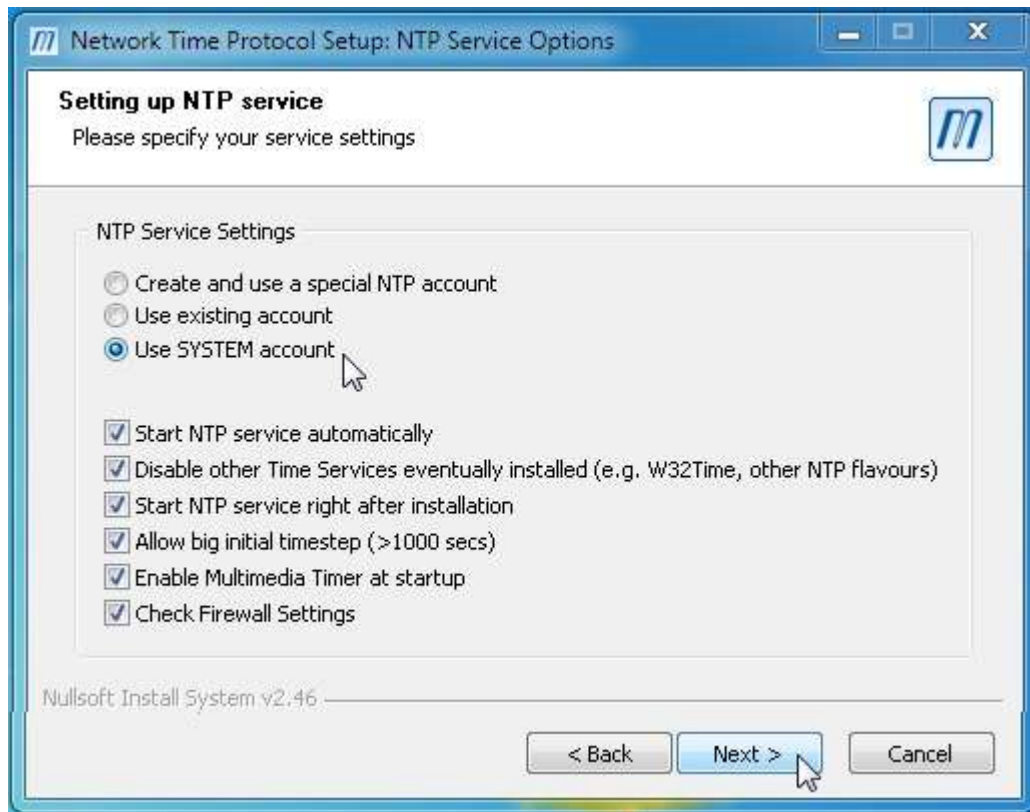 Network Time Protocol Setup: NTP Service Options
Setting up NTP service
Please specify your service settings
NTP Service Settings
Create and use a special NTP account
Use existing account
Use SYSTEM account
Start NTP service automatically
Disable other Time Services eventually installed (e.g. W32Time, other NTP flavours)
Start NTP service right after installation
Allow big initial timestep (>1000 secs)
Enable Multimedia Timer at startup
Check Firewall Settings
Nullsoft Install System v2.46
< Back Next > Cancel